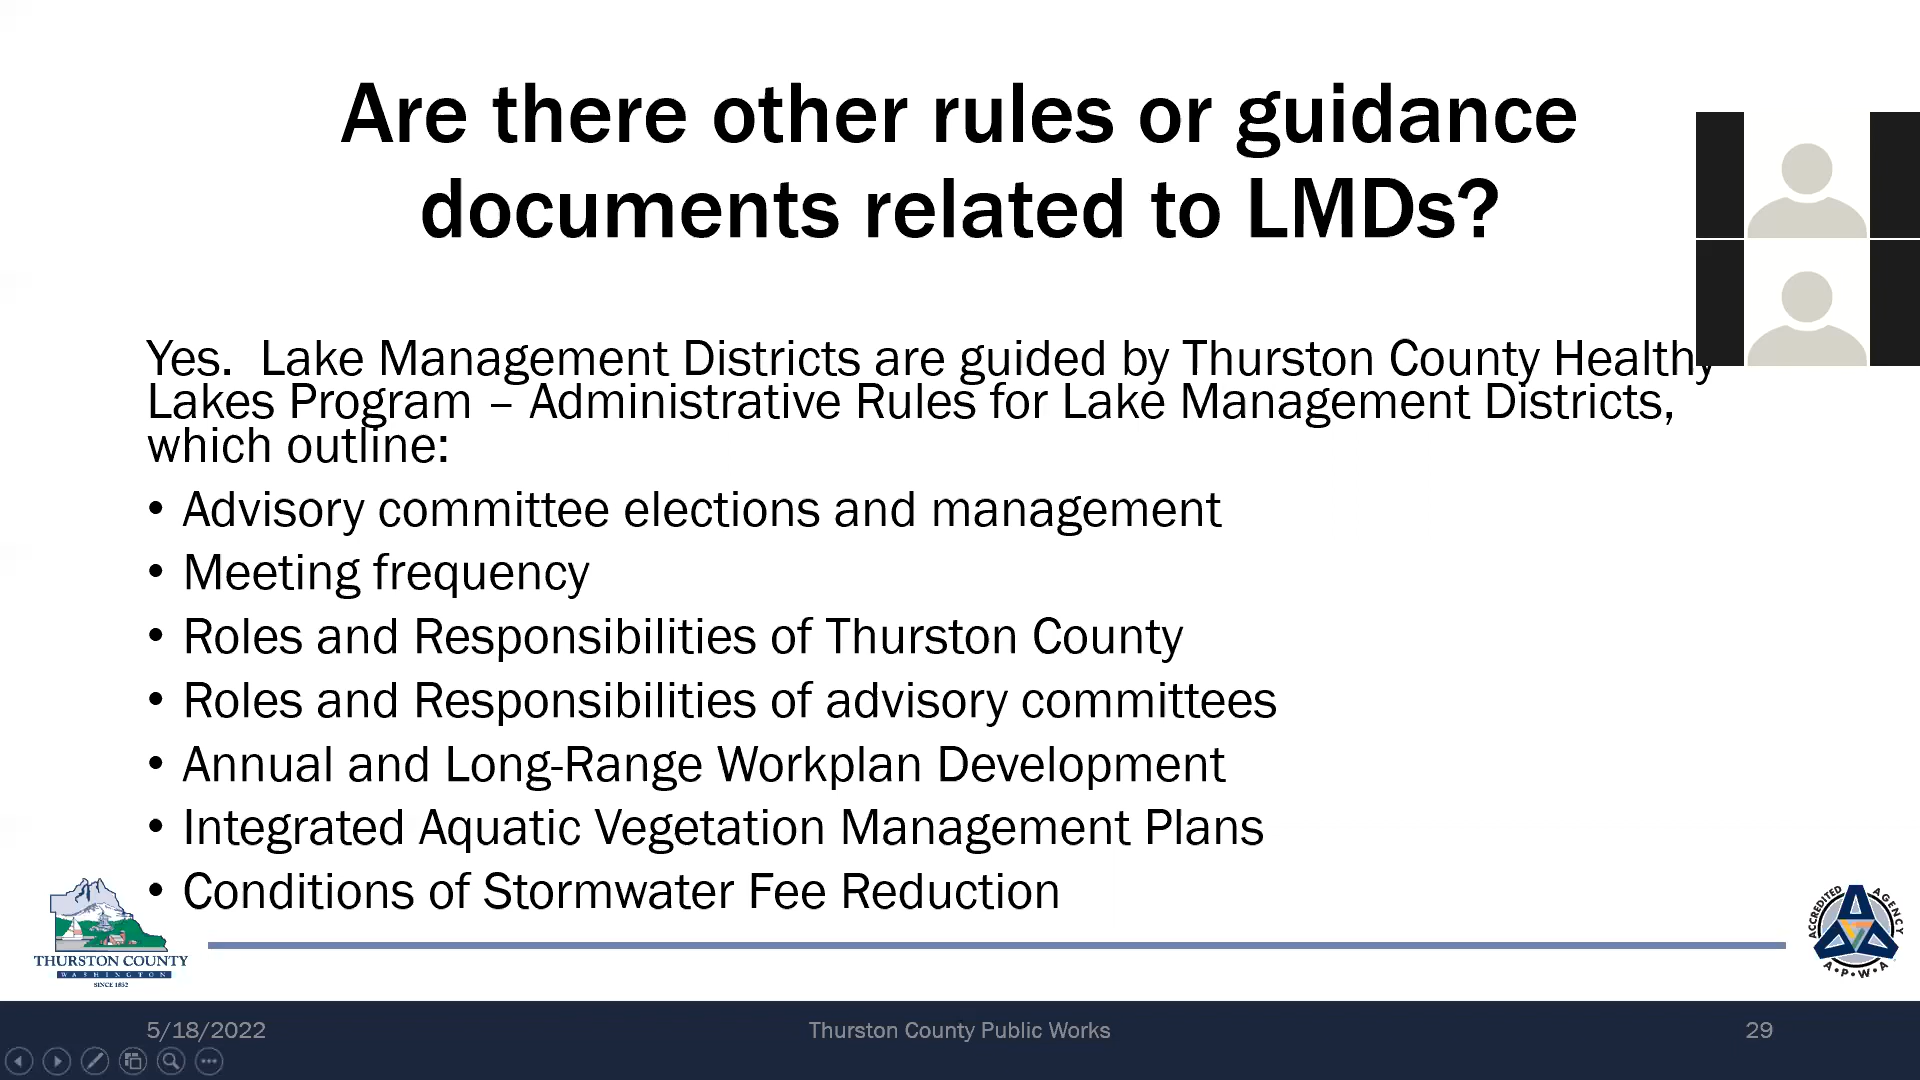 Are there other rules or guidance
documents related to LMDs?
Yes.  Lake Management Districts are guided by Thurston County Healthy
Lakes Program – Administrative Rules for Lake Management Districts,
which outline:
• Advisory committee elections and management
• Meeting frequency
• Roles and Responsibilities of Thurston County
• Roles and Responsibilities of advisory committees
• Annual and Long-Range Workplan Development
• Integrated Aquatic Vegetation Management Plans
• Conditions of Stormwater Fee Reduction
THURSTON COUNTY
WASHINGTON
SINCE 1852
ACCREDITED AGENCY
A•P•W•A
5/18/2022
Thurston County Public Works
29